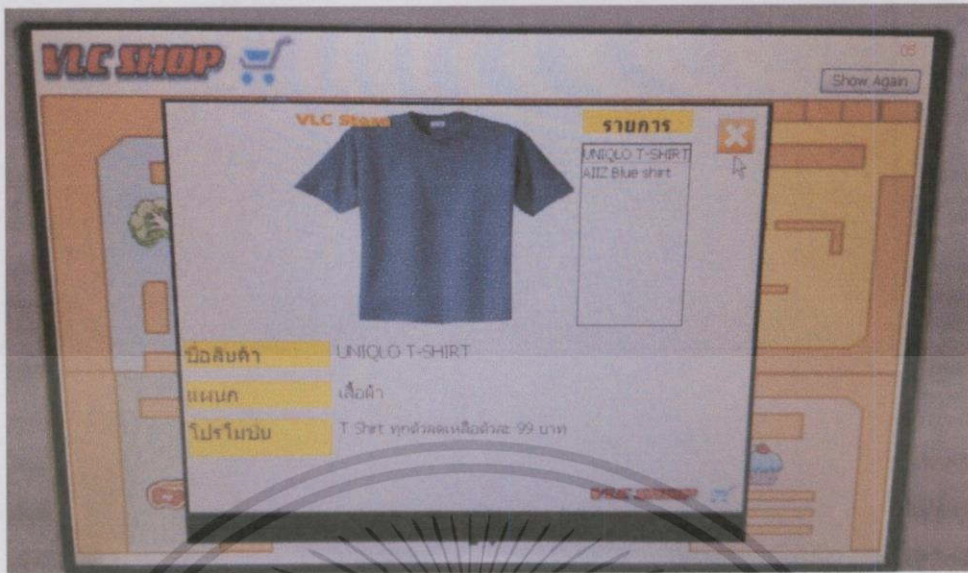 VLC SHOP
05
Show Again
VLC
รายการ
UNIQLO T-SHIRT
AIIZ Blue shirt
ชื่อสินค้า
UNIQLO T-SHIRT
แผนก
เสื้อผ้า
โปรโมชั่น
T Shirt ทุกตัวลดเหลือตัวละ 99 บาท
VLC SHOP